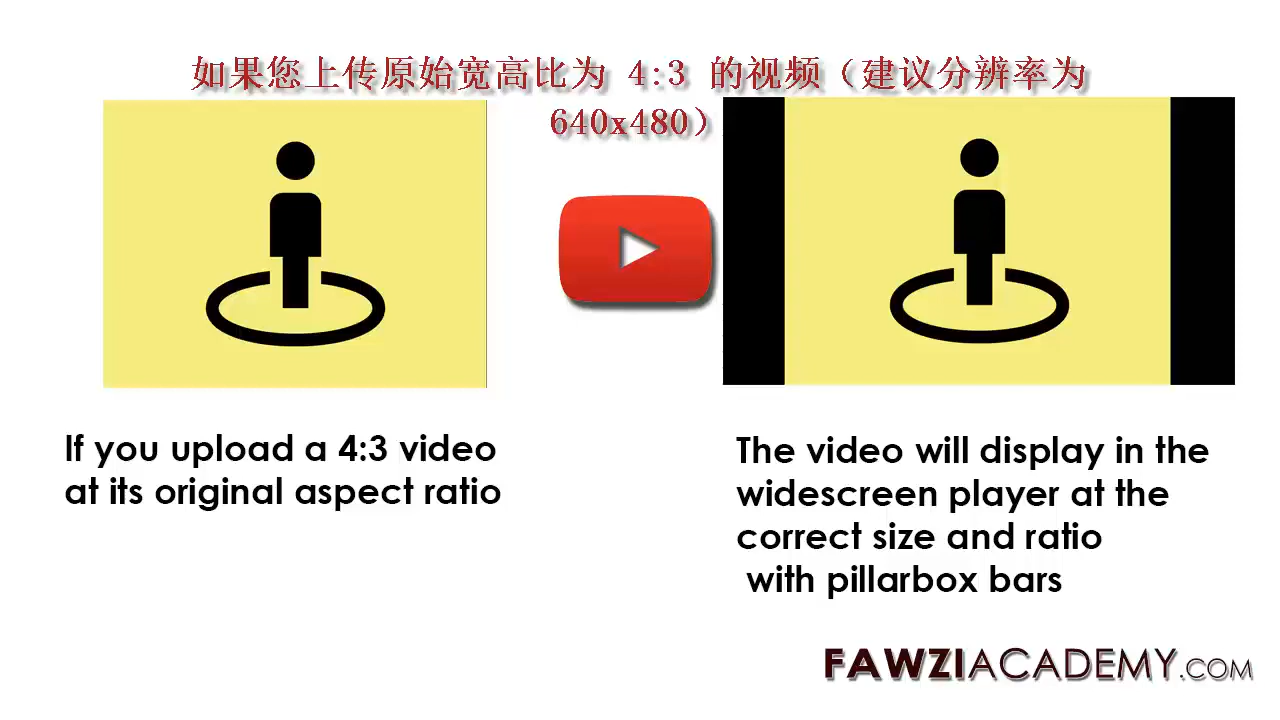 如果您上传原始宽高比为 4:3 的视频（建议分辨率为
640x480）
If you upload a 4:3 video
at its original aspect ratio
The video will display in the
widescreen player at the
correct size and ratio
with pillarbox bars
FAWZIACADEMY.COM